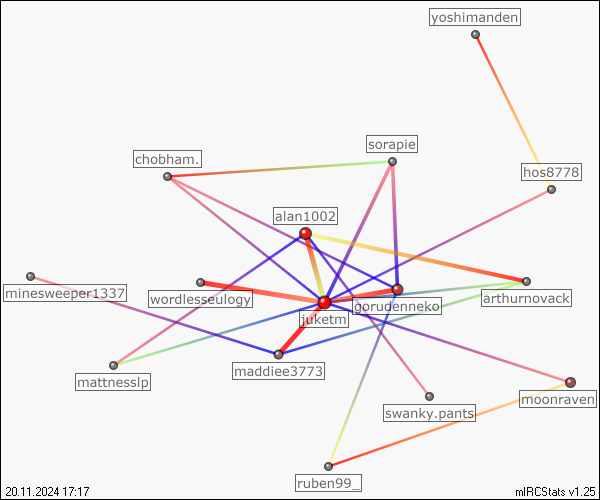 yoshimanden
sorapie
chobham.
hos8778
alan1002
minesweeper1337
wordlesseulogy
gorudenneko
arthurnovack
juketm
maddiee3773
mattnesslp
moonraven
swanky.pants
ruben99_
20.11.2024 17:17
mIRCStats v1.25